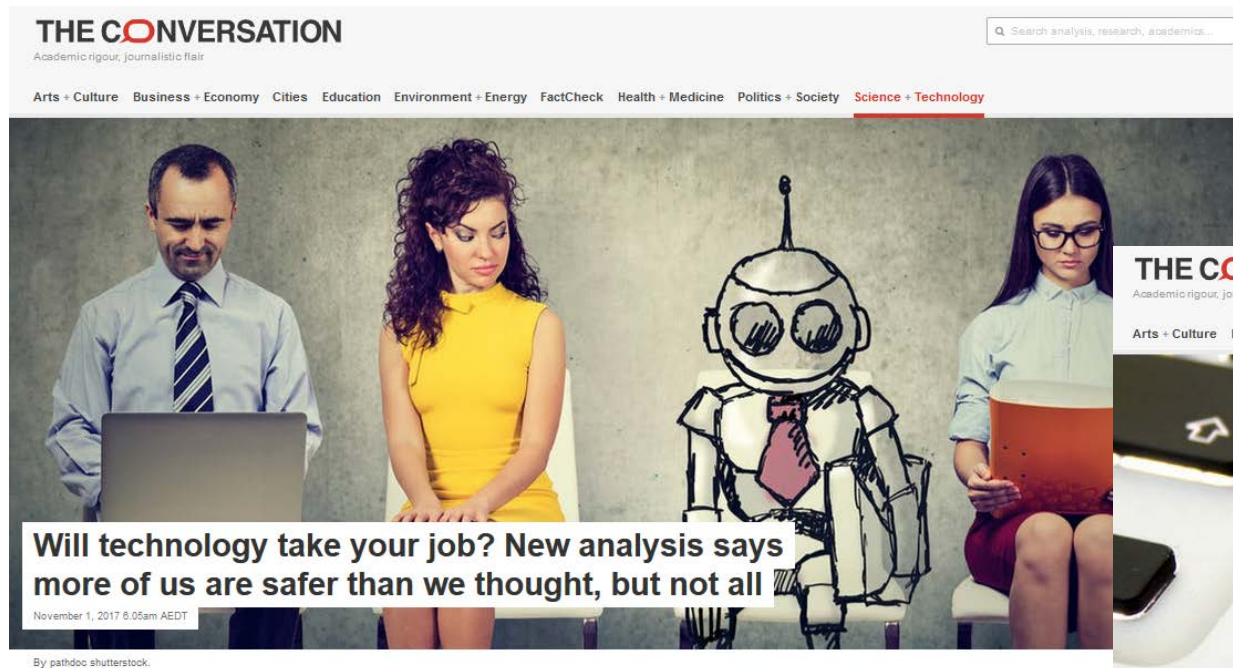 THE CONVERSATION
Academic rigour, journalistic flair
Search analysis, research, academics...
Arts + Culture Business + Economy Cities Education Environment + Energy FactCheck Health + Medicine Politics + Society Science + Technology
THE CO
Academic rigour, jo
Arts + Culture
Will technology take your job? New analysis says
more of us are safer than we thought, but not all
November 1, 2017 6.05am AEDT
By pathdoc shutterstock.